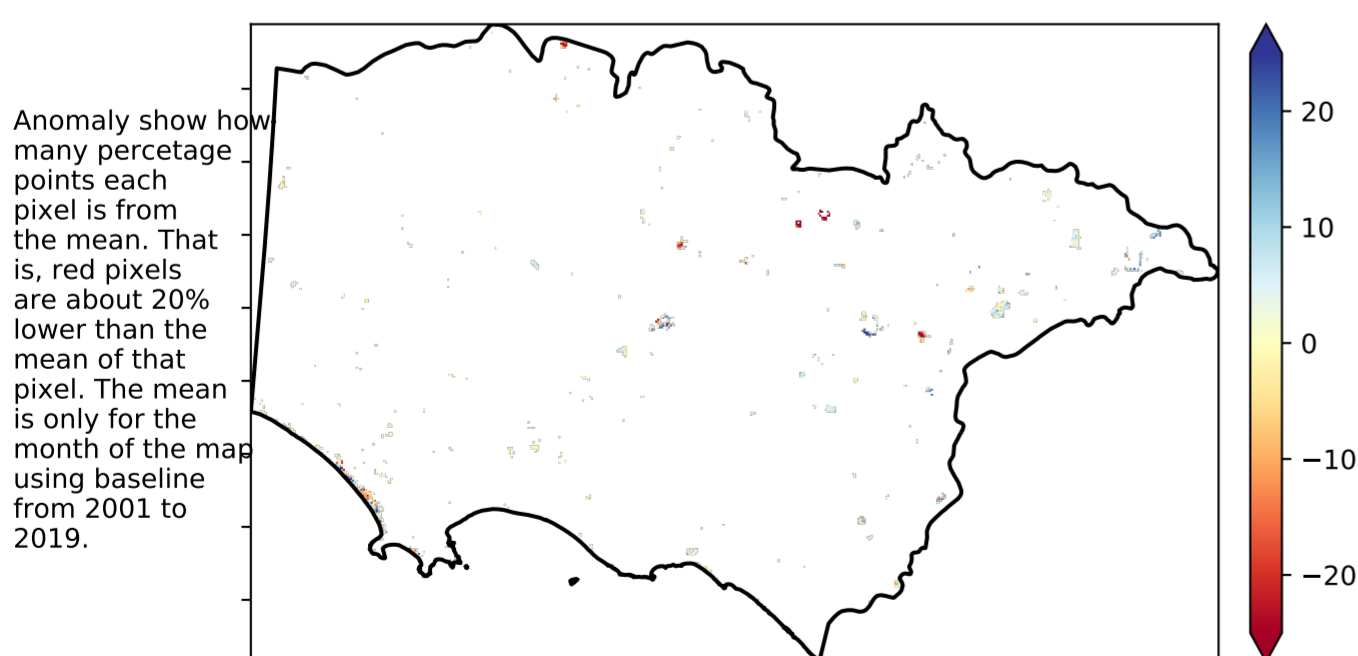 Anomaly show how
many percetage
points each
pixel is from
the mean. That
is, red pixels
are about 20%
lower than the
mean of that
pixel. The mean
is only for the
month of the map
using baseline
from 2001 to
2019.
20
10
0
−10
−20